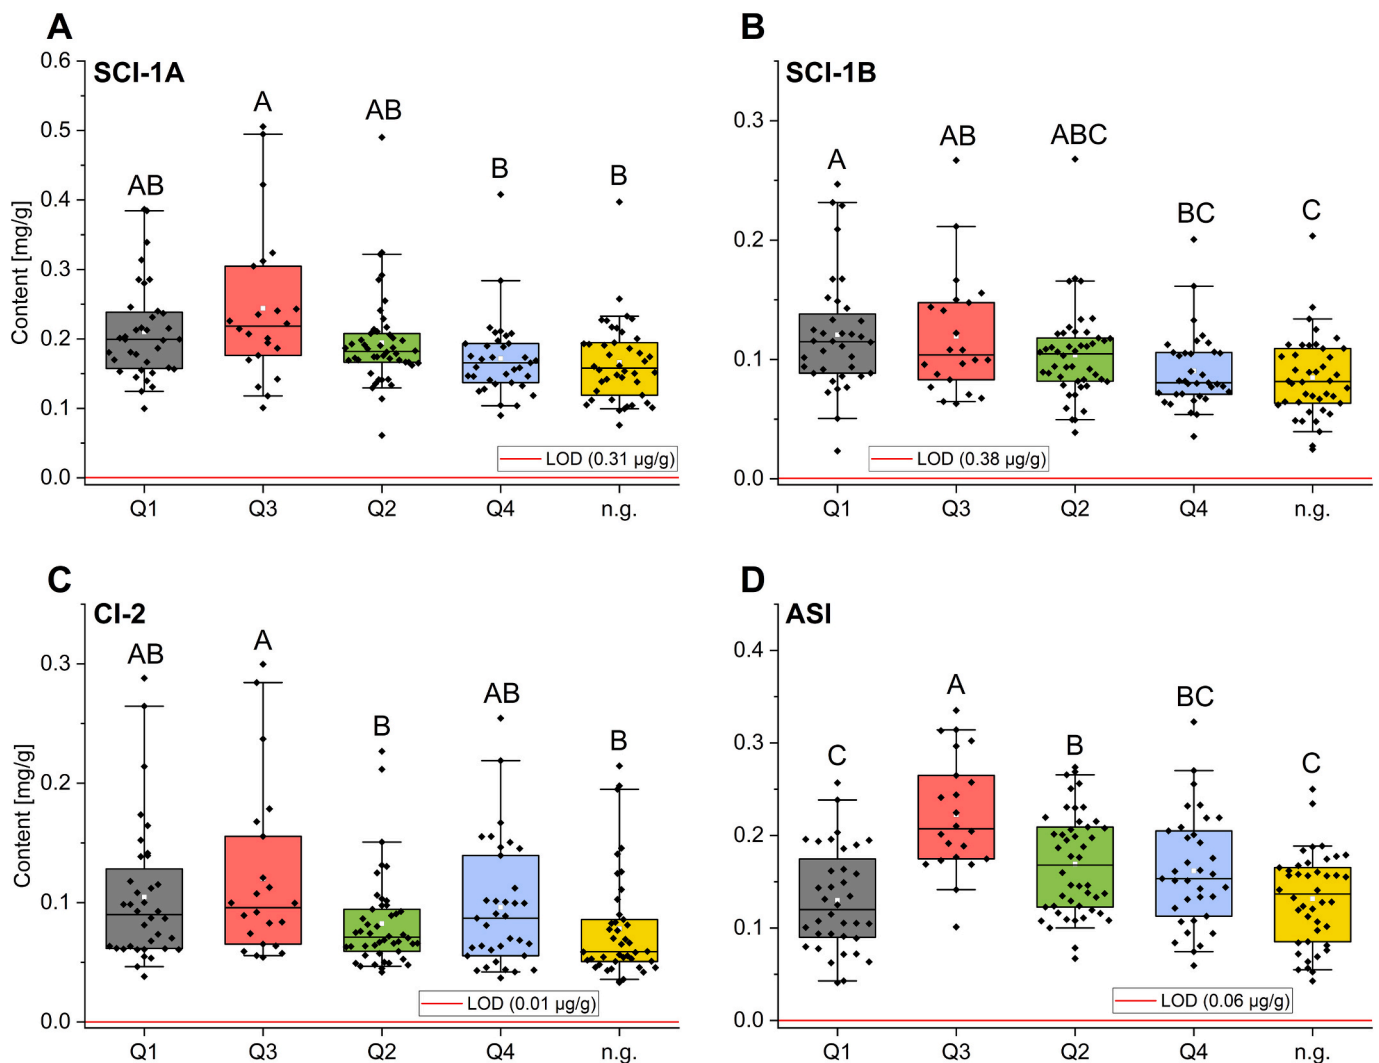 A
SCI-1A
0.6
0.5
0.4
0.3
0.2
0.1
0.0
Content [mg/g]
AB
A
AB
B
B
LOD (0.31 µg/g)
Q1 Q3 Q2 Q4 n.g.
B
SCI-1B
0.3
0.2
0.1
0.0
A
AB
ABC
BC
C
LOD (0.38 µg/g)
Q1 Q3 Q2 Q4 n.g.
C
CI-2
0.3
0.2
0.1
0.0
Content [mg/g]
AB
A
B
AB
B
LOD (0.01 µg/g)
Q1 Q3 Q2 Q4 n.g.
D
ASI
0.4
0.3
0.2
0.1
0.0
C
A
B
BC
C
LOD (0.06 µg/g)
Q1 Q3 Q2 Q4 n.g.